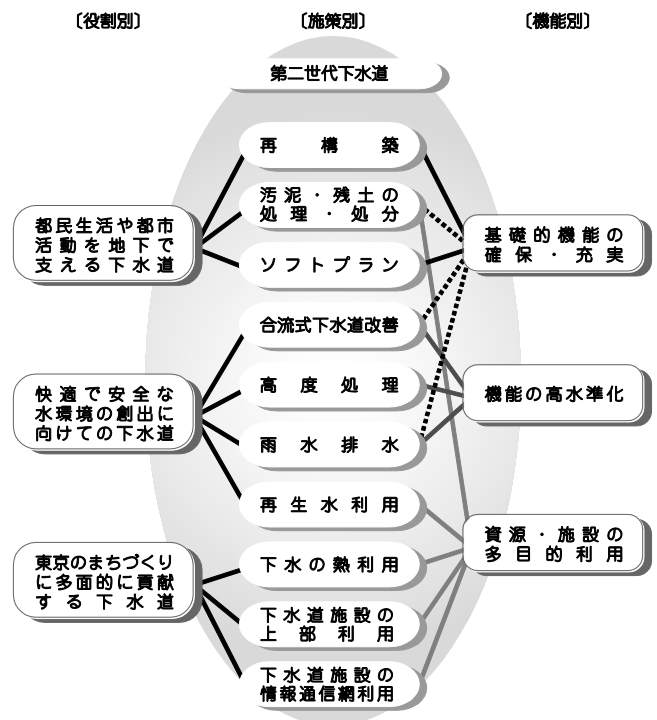 〔役割別〕
〔施策別〕
〔機能別〕
第二世代下水道
都民生活や都市
活動を地下で
支える下水道
快適で安全な
水環境の創出に
向けての下水道
東京のまちづくり
に多面的に貢献
する下水道
再構築
汚泥・残土の
処理・処分
ソフトプラン
合流式下水道改善
高度処理
雨水排水
再生水利用
下水の熱利用
下水道施設の
上部利用
下水道施設の
情報通信網利用
基礎的機能の
確保・充実
機能の高水準化
資源・施設の
多目的利用